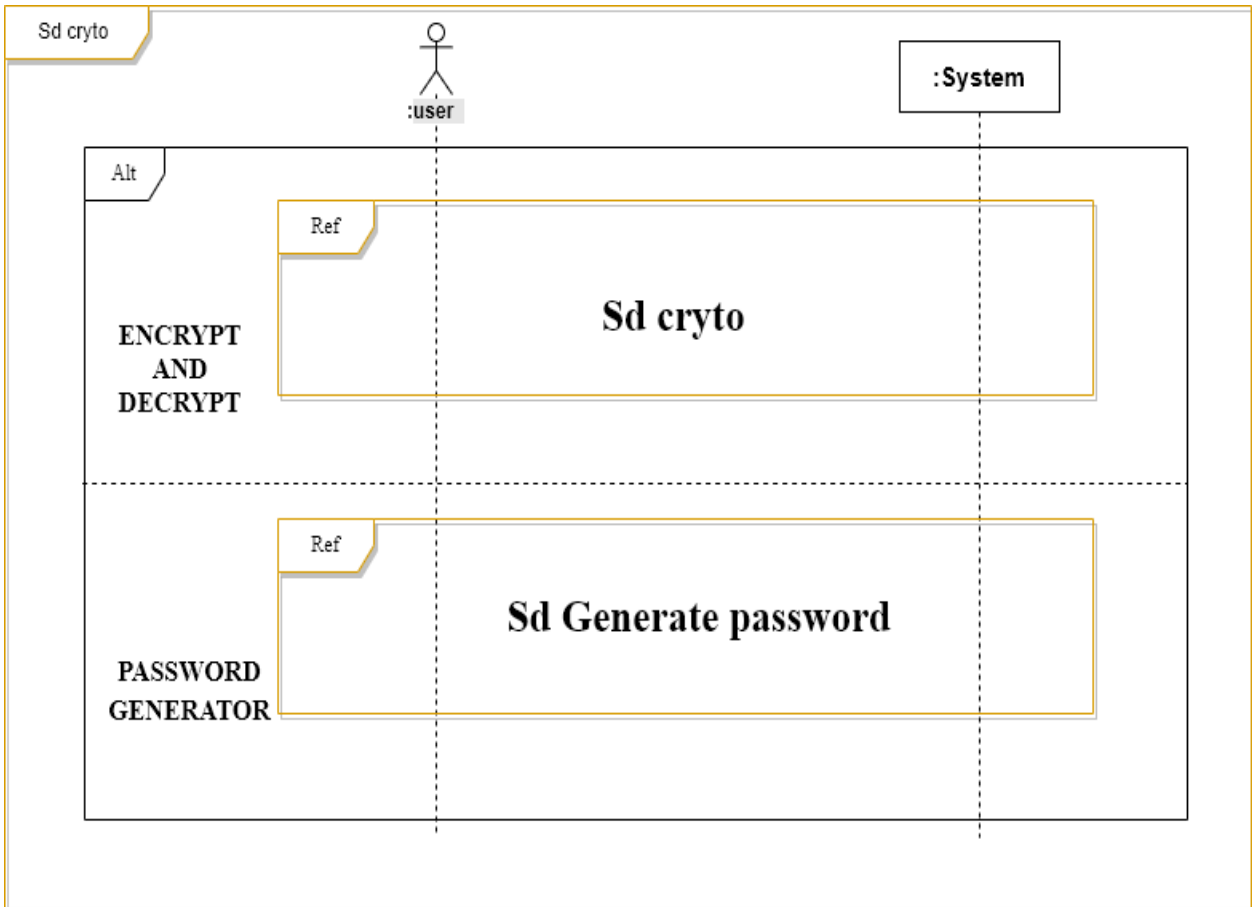 Sd cryto
:user
:System
Alt
Ref
Sd cryto
ENCRYPT
AND
DECRYPT
Ref
Sd Generate password
PASSWORD
GENERATOR